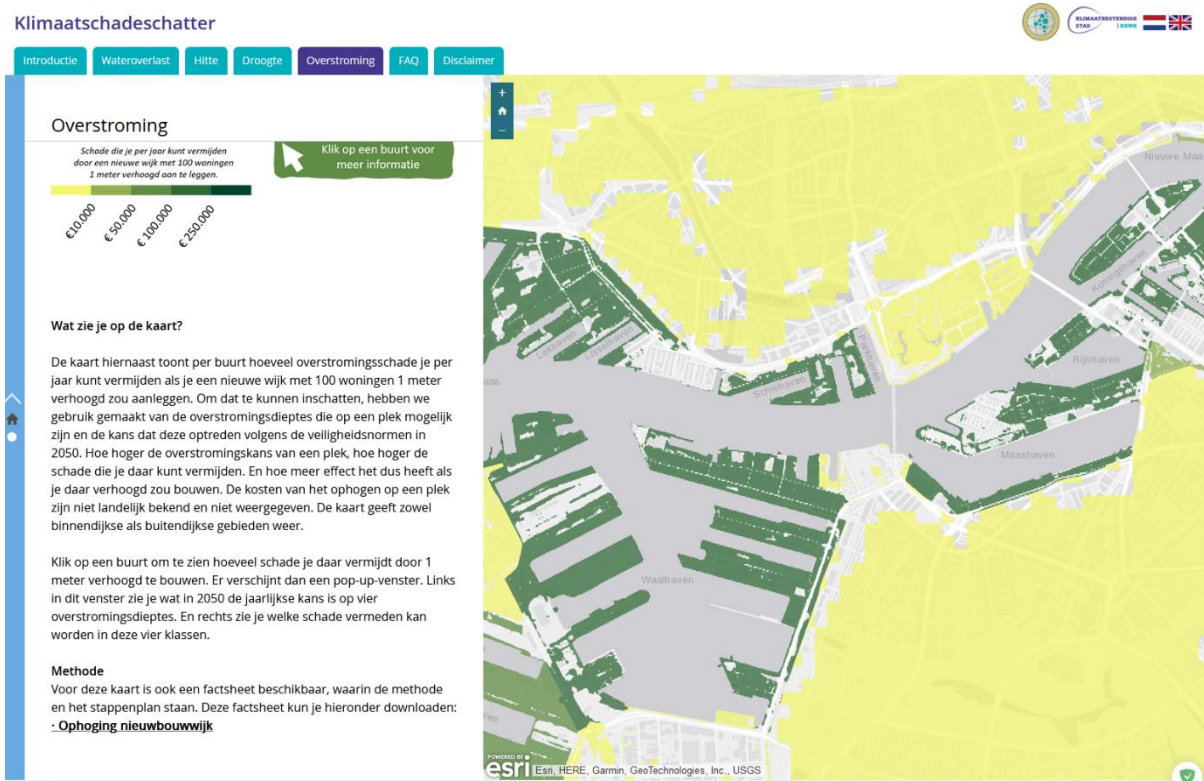 Klimaatschadeschatter
KLIMAATBESTENDIGE
STAD | NKWK
Introductie
Wateroverlast
Hitte
Droogte
Overstroming
FAQ
Disclaimer
Overstroming
Schade die je per jaar kunt vermijden
door een nieuwe wijk met 100 woningen
1 meter verhoogd aan te leggen.
€10.000
€ 50.000
€ 100.000
€ 250.000
Klik op een buurt voor
meer informatie
Wat zie je op de kaart?
De kaart hiernaast toont per buurt hoeveel overstromingsschade je per
jaar kunt vermijden als je een nieuwe wijk met 100 woningen 1 meter
verhoogd zou aanleggen. Om dat te kunnen inschatten, hebben we
gebruik gemaakt van de overstromingsdieptes die op een plek mogelijk
zijn en de kans dat deze optreden volgens de veiligheidsnormen in
2050. Hoe hoger de overstromingskans van een plek, hoe hoger de
schade die je daar kunt vermijden. En hoe meer effect het dus heeft als
je daar verhoogd zou bouwen. De kosten van het ophogen op een plek
zijn niet landelijk bekend en niet weergegeven. De kaart geeft zowel
binnendijkse als buitendijkse gebieden weer.
Klik op een buurt om te zien hoeveel schade je daar vermijdt door 1
meter verhoogd te bouwen. Er verschijnt dan een pop-up-venster. Links
in dit venster zie je wat in 2050 de jaarlijkse kans is op vier
overstromingsdieptes. En rechts zie je welke schade vermeden kan
worden in deze vier klassen.
Methode
Voor deze kaart is ook een factsheet beschikbaar, waarin de methode
en het stappenplan staan. Deze factsheet kun je hieronder downloaden:
· Ophoging nieuwbouwwijk
+
−
Nieuwe Maa
Koningshaven
Lekhaven
IJsselhaven
Parkhaven
Rijnhaven
aas
Schiehaven
Maashaven
Waalhaven
ven
POWERED BY
esri
Esri, HERE, Garmin, GeoTechnologies, Inc., USGS